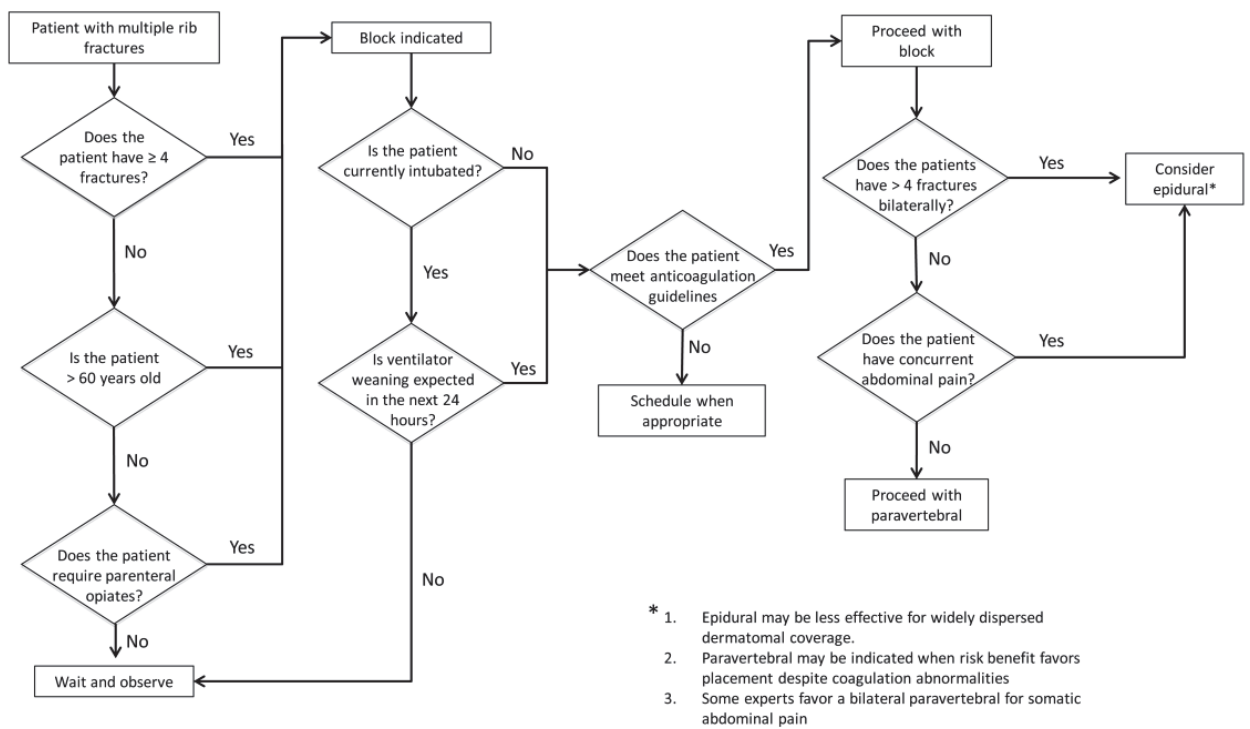 Patient with multiple rib
fractures
Does the
patient have ≥ 4
fractures?
Yes
No
Is the patient
> 60 years old
Yes
No
Does the patient
require parenteral
opiates?
Yes
No
Wait and observe
Block indicated
Is the patient
currently intubated?
No
Yes
Is ventilator
weaning expected
in the next 24
hours?
Yes
No
Does the patient
meet anticoagulation
guidelines
Yes
No
Schedule when
appropriate
Proceed with
block
Does the patients
have > 4 fractures
bilaterally?
Yes
No
Consider
epidural*
Does the patient
have concurrent
abdominal pain?
Yes
No
Proceed with
paravertebral
* 1. Epidural may be less effective for widely dispersed
dermatomal coverage.
2. Paravertebral may be indicated when risk benefit favors
placement despite coagulation abnormalities
3. Some experts favor a bilateral paravertebral for somatic
abdominal pain